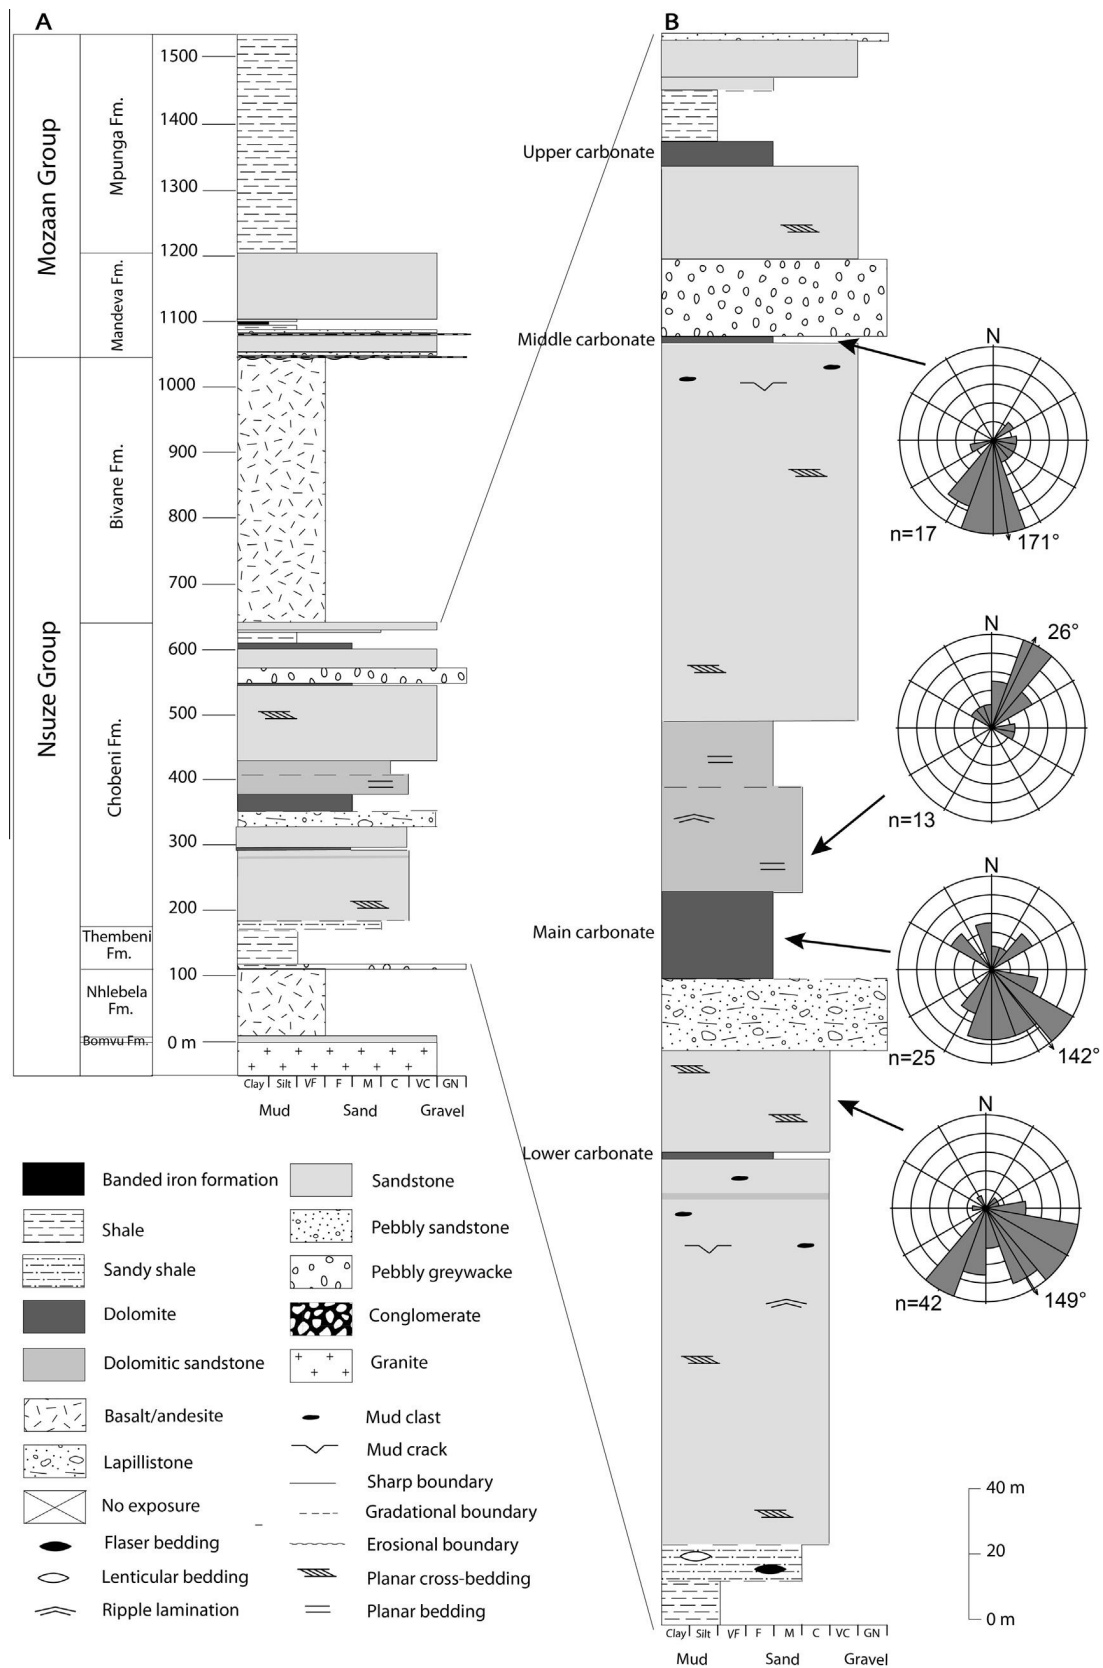 A
B
Mozaan Group
Nsuze Group
Mpunga Fm.
Mandeva Fm.
Bivane Fm.
Chobeni Fm.
Thembeni
Fm.
Nhlebela
Fm.
Bomvu Fm.
1500
1400
1300
1200
1100
1000
900
800
700
600
500
400
300
200
100
0 m
Clay Silt VF F M C VC GN
Mud Sand Gravel
Upper carbonate
Middle carbonate
Main carbonate
Lower carbonate
N
n=17
171°
N
26°
n=13
N
n=25
142°
N
n=42
149°
40 m
20
0 m
Clay Silt VF F M C VC GN
Mud Sand Gravel
Banded iron formation
Shale
Sandy shale
Dolomite
Dolomitic sandstone
Basalt/andesite
Lapillistone
No exposure
Flaser bedding
Lenticular bedding
Ripple lamination
Sandstone
Pebbly sandstone
Pebbly greywacke
Conglomerate
Granite
Mud clast
Mud crack
Sharp boundary
Gradational boundary
Erosional boundary
Planar cross-bedding
Planar bedding